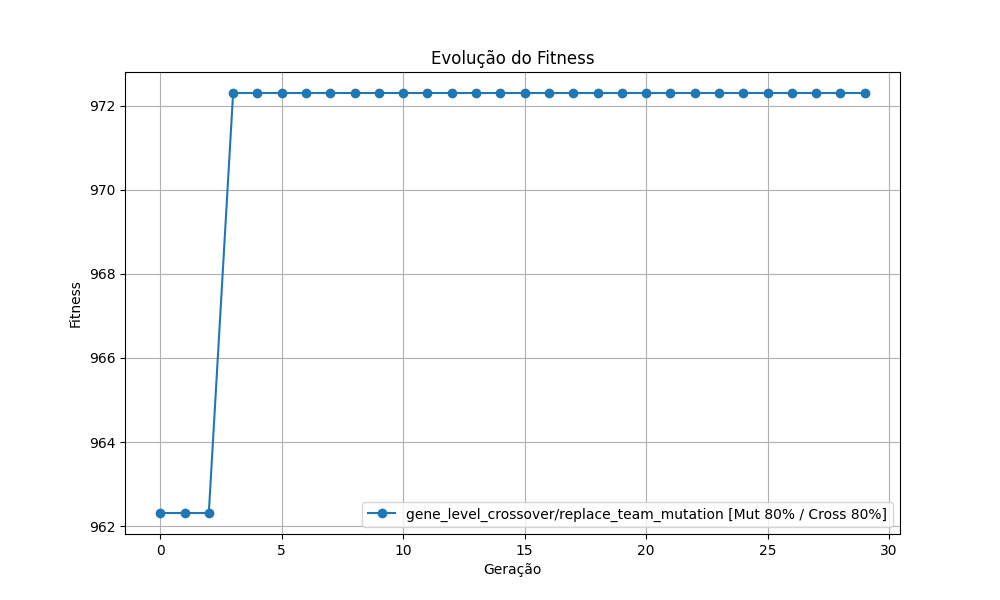 Evolução do Fitness
Fitness
972
970
968
966
964
962
gene_level_crossover/replace_team_mutation [Mut 80% / Cross 80%]
0 5 10 15 20 25 30
Geração